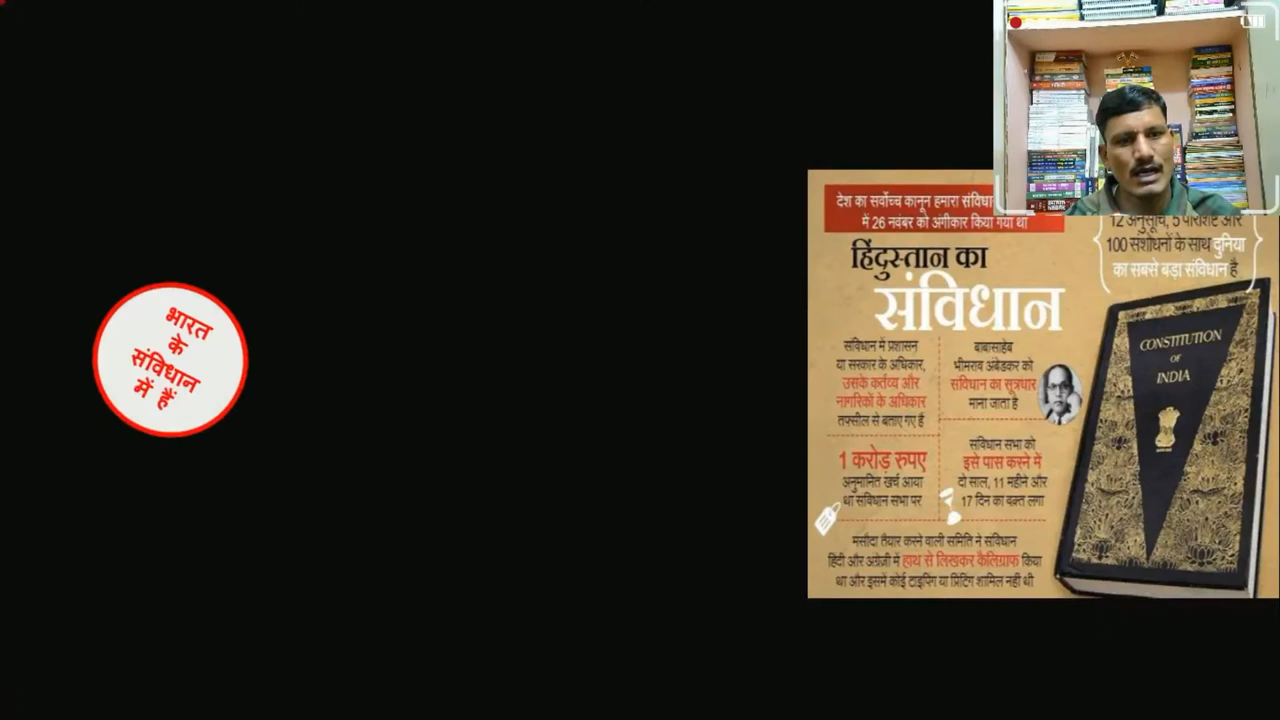 भारत
के
संविधान
में हैं
देश का सर्वोच्च कानून हमारा
में 26 नवंबर को अंगीकार किया गया था
हिंदुस्तान का
संविधान
12 अनुसूची, 5 परिशिष्ट और
100 संशोधनों के साथ दुनिया
का सबसे बड़ा संविधान है
संविधान में प्रशासन
या सरकार के अधिकार,
उसके कर्तव्य और
नागरिकों के अधिकार
तफ्सील से बताए गए हैं
बाबासाहेब
भीमराव अंबेडकर को
संविधान का सूत्रधार
माना जाता है
1 करोड़ रुपए
अनुमानित खर्च आया
था संविधान सभा पर
संविधान सभा को
इसे पास करने में
दो साल, 11 महीने और
17 दिन का वक़्त लगा
मसौदा तैयार करने वाली समिति ने संविधान
हिंदी और अंग्रेजी में हाथ से लिखकर कैलिग्राफ किया
था और इसमें कोई टाइपिंग या प्रिंटिंग शामिल नहीं थी
CONSTITUTION
OF
INDIA